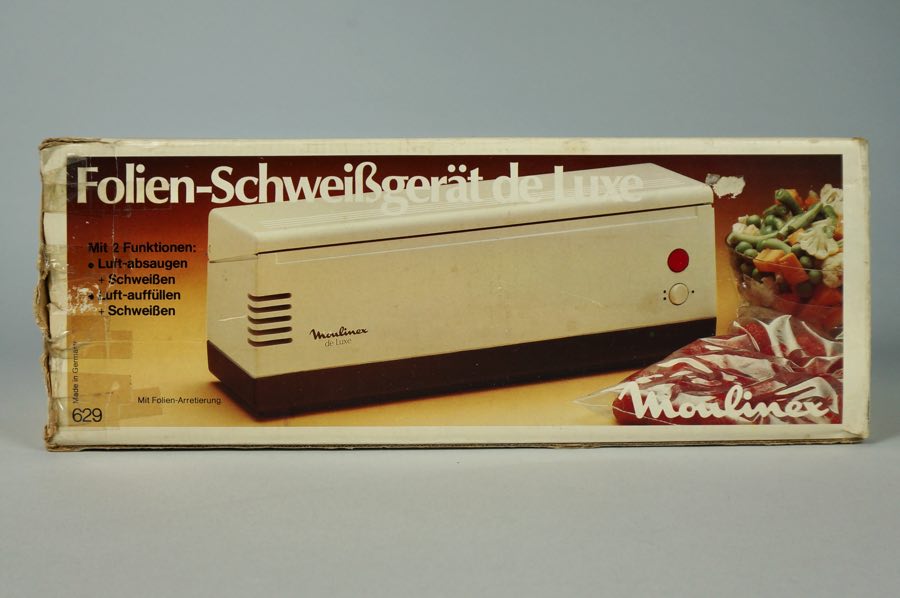 Folien-Schweißgerät de Luxe
Mit 2 Funktionen:
• Luft-absaugen
+ Schweißen
• Luft-auffüllen
+ Schweißen
Moulinex
de Luxe
Made in Germany
Mit Folien-Arretierung
629
Moulinex